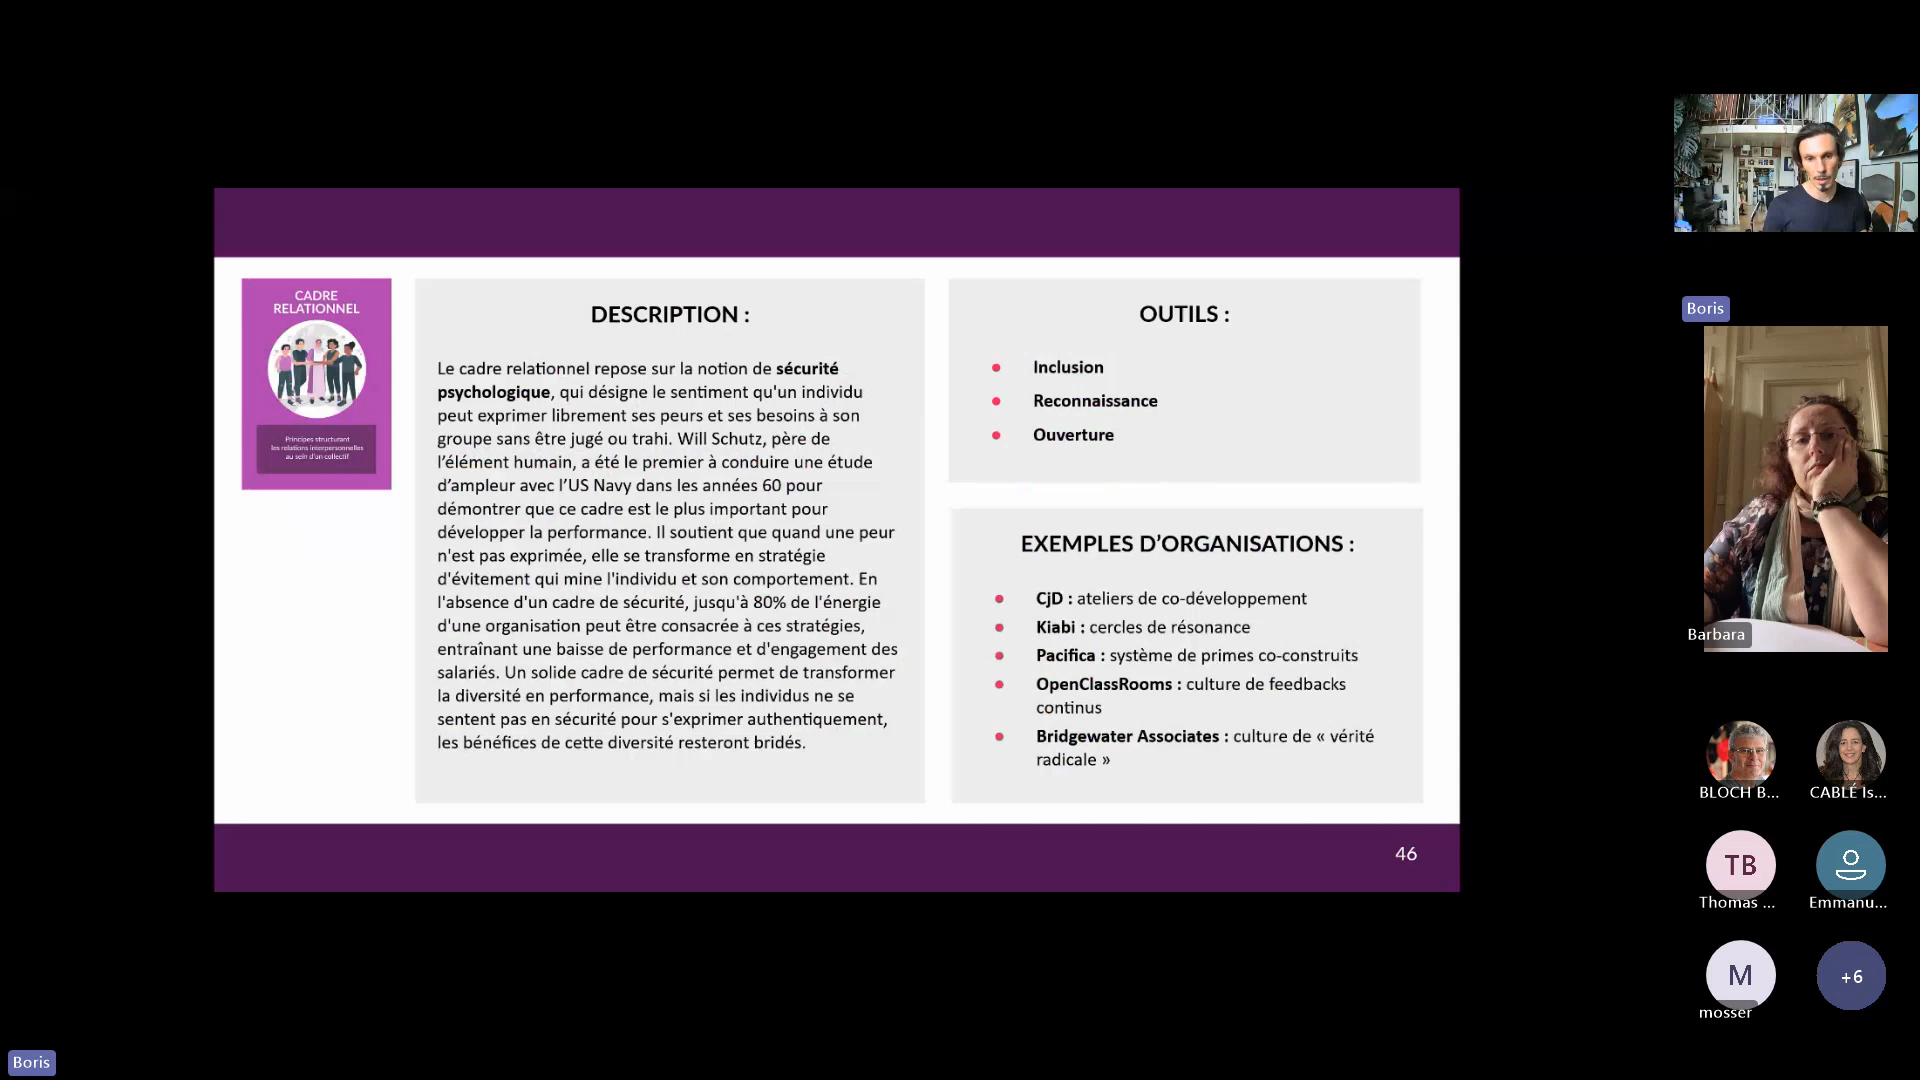 CADRE
RELATIONNEL
Principes structurant
les relations interpersonnelles
au sein d'un collectif
DESCRIPTION :
Le cadre relationnel repose sur la notion de sécurité
psychologique, qui désigne le sentiment qu'un individu
peut exprimer librement ses peurs et ses besoins à son
groupe sans être jugé ou trahi. Will Schutz, père de
l’élément humain, a été le premier à conduire une étude
d’ampleur avec l’US Navy dans les années 60 pour
démontrer que ce cadre est le plus important pour
développer la performance. Il soutient que quand une peur
n'est pas exprimée, elle se transforme en stratégie
d'évitement qui mine l'individu et son comportement. En
l'absence d'un cadre de sécurité, jusqu'à 80% de l'énergie
d'une organisation peut être consacrée à ces stratégies,
entraînant une baisse de performance et d'engagement des
salariés. Un solide cadre de sécurité permet de transformer
la diversité en performance, mais si les individus ne se
sentent pas en sécurité pour s'exprimer authentiquement,
les bénéfices de cette diversité resteront bridés.
OUTILS :
• Inclusion
• Reconnaissance
• Ouverture
EXEMPLES D’ORGANISATIONS :
• CjD : ateliers de co-développement
• Kiabi : cercles de résonance
• Pacifica : système de primes co-construits
• OpenClassRooms : culture de feedbacks
continus
• Bridgewater Associates : culture de « vérité
radicale »
46
Boris
Barbara
BLOCH B...
CABLÉ Is...
TB
Thomas ...
Emmanu...
M
mosser
+6
Boris